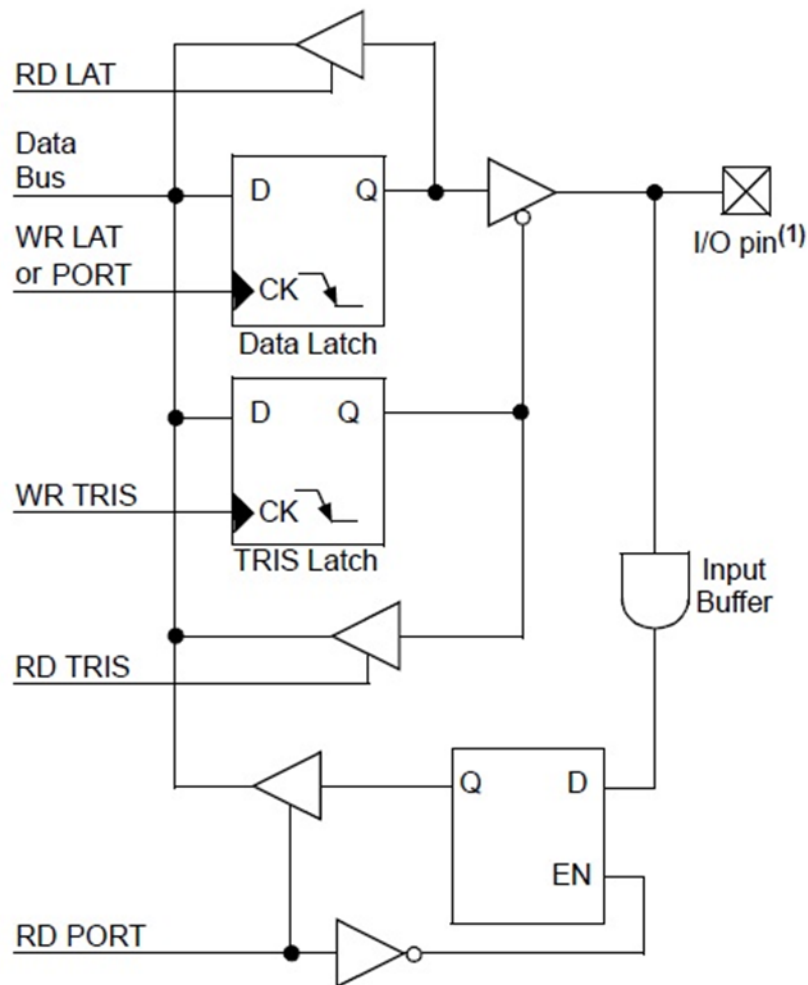 RD LAT
Data
Bus
D Q
WR LAT
or PORT
CK
Data Latch
I/O pin(1)
D Q
WR TRIS
CK
TRIS Latch
Input
Buffer
RD TRIS
Q D
EN
RD PORT